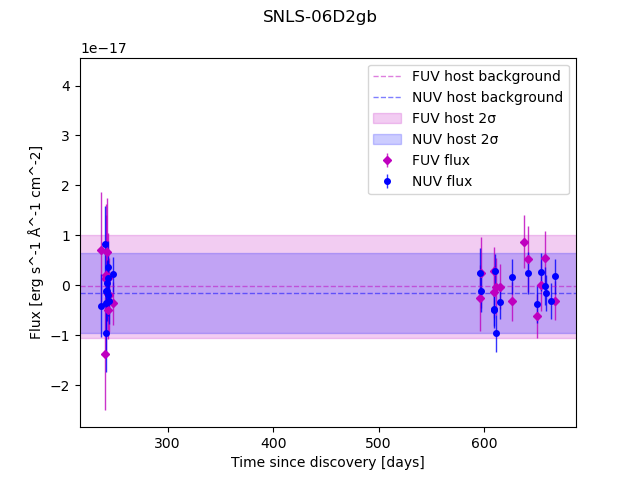 SNLS-06D2gb
1e−17
FUV host background
NUV host background
FUV host 2σ
NUV host 2σ
FUV flux
NUV flux
4
3
2
1
0
−1
−2
Flux [erg s^-1 Å^-1 cm^-2]
300
400
500
600
Time since discovery [days]